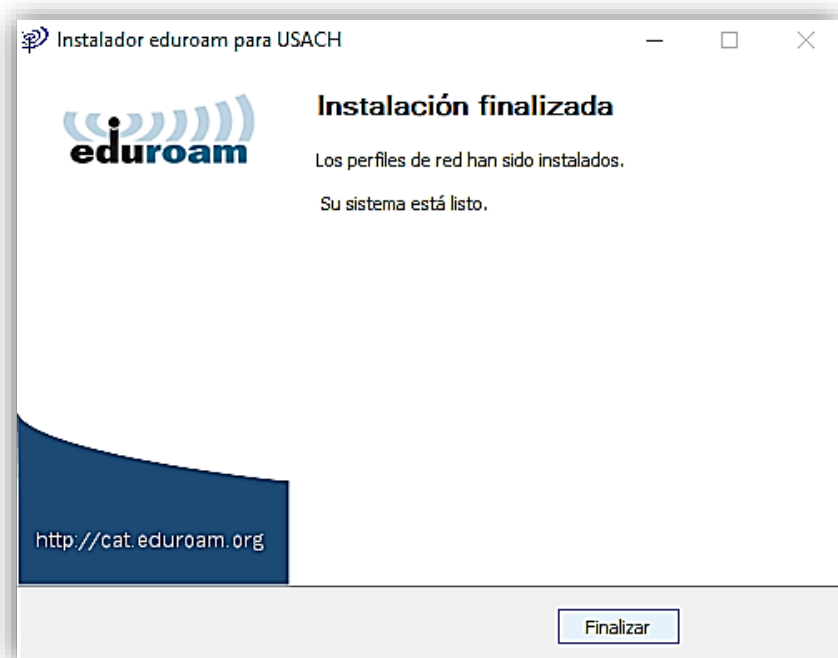 Instalador eduroam para USACH
eduroam
Instalación finalizada
Los perfiles de red han sido instalados.
Su sistema está listo.
http://cat.eduroam.org
Finalizar